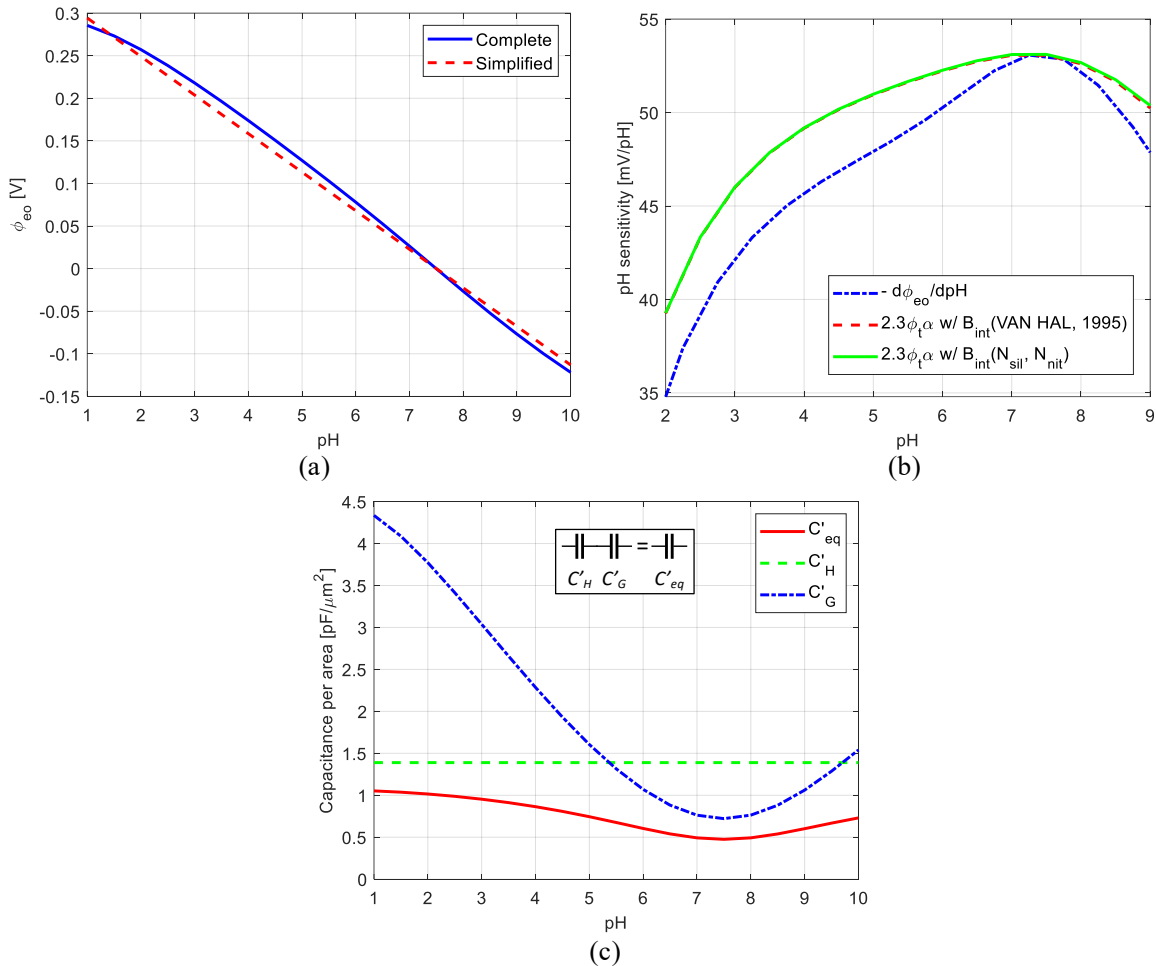 0.3
0.25
0.2
0.15
0.1
0.05
0
-0.05
-0.1
-0.15
ϕeo [V]
Complete
Simplified
1 2 3 4 5 6 7 8 9 10
pH
(a)
55
50
45
40
35
pH sensitivity [mV/pH]
- dϕeo/dpH
2.3ϕtα w/ Bint(VAN HAL, 1995)
2.3ϕtα w/ Bint(Nsil, Nnit)
2 3 4 5 6 7 8 9
pH
(b)
4.5
4
3.5
3
2.5
2
1.5
1
0.5
0
Capacitance per area [pF/μm²]
=
C'H C'G C'eq
C'eq
C'H
C'G
1 2 3 4 5 6 7 8 9 10
pH
(c)